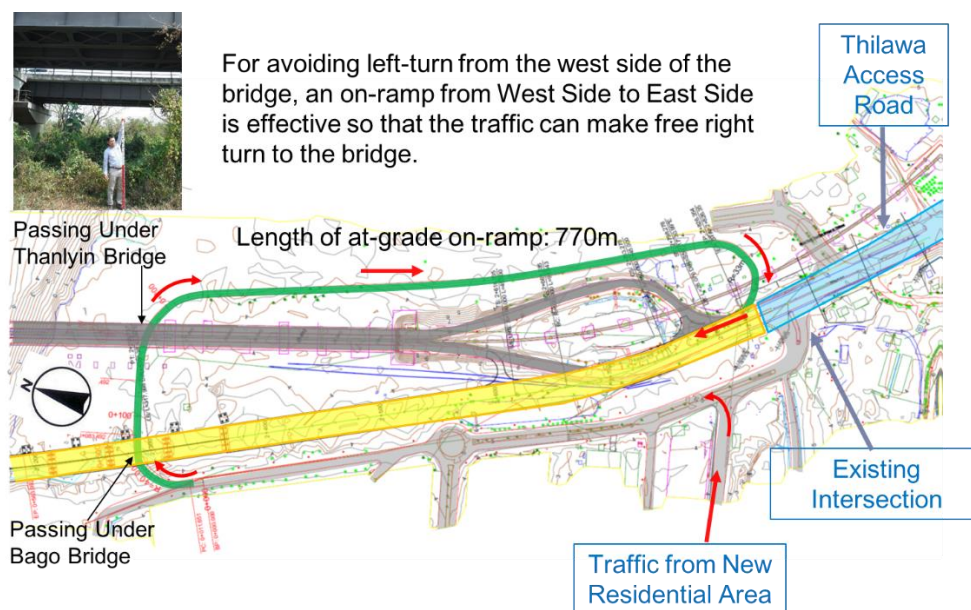 For avoiding left-turn from the west side of the
bridge, an on-ramp from West Side to East Side
is effective so that the traffic can make free right
turn to the bridge.
Thilawa
Access
Road
Passing Under
Thanlyin Bridge
Length of at-grade on-ramp: 770m
N
0+100
Passing Under
Bago Bridge
Existing
Intersection
Traffic from New
Residential Area